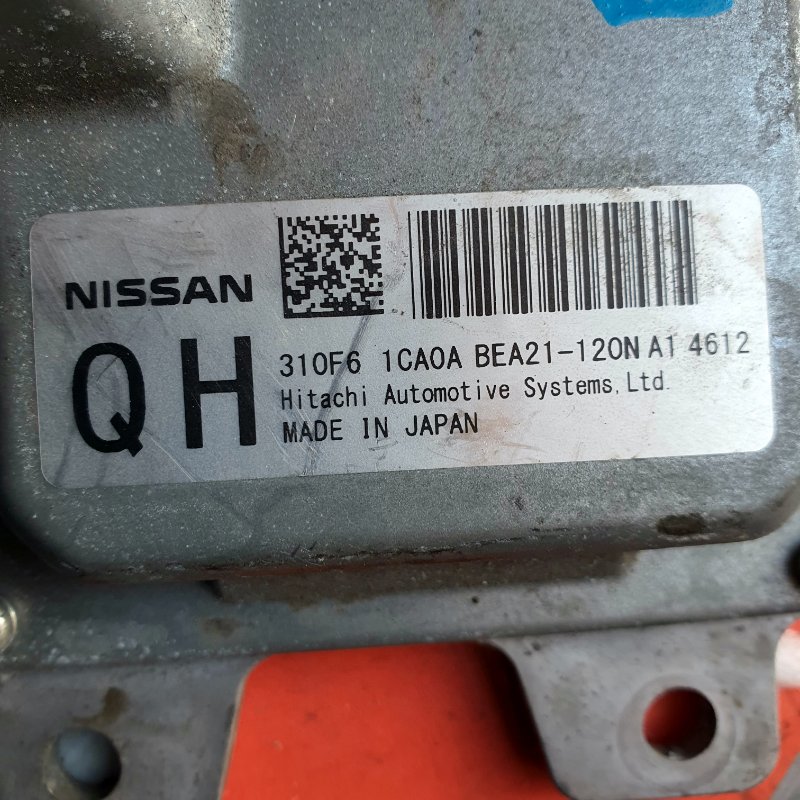 NISSAN
QH
310F6 1CA0A BEA21-120N A1 4612
Hitachi Automotive Systems, Ltd.
MADE IN JAPAN